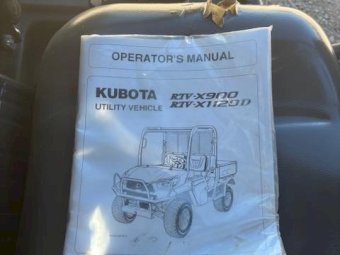 OPERATOR'S MANUAL
KUBOTA RTV-X900
UTILITY VEHICLE RTV-X1120D